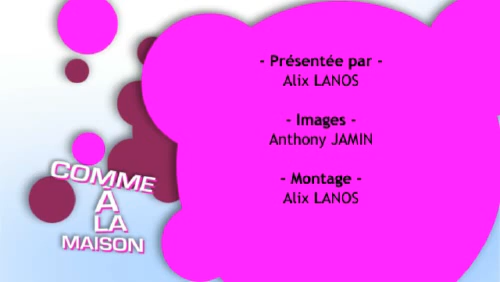 - Présentée par -
Alix LANOS
- Images -
Anthony JAMIN
- Montage -
Alix LANOS
COMME
À
LA
MAISON